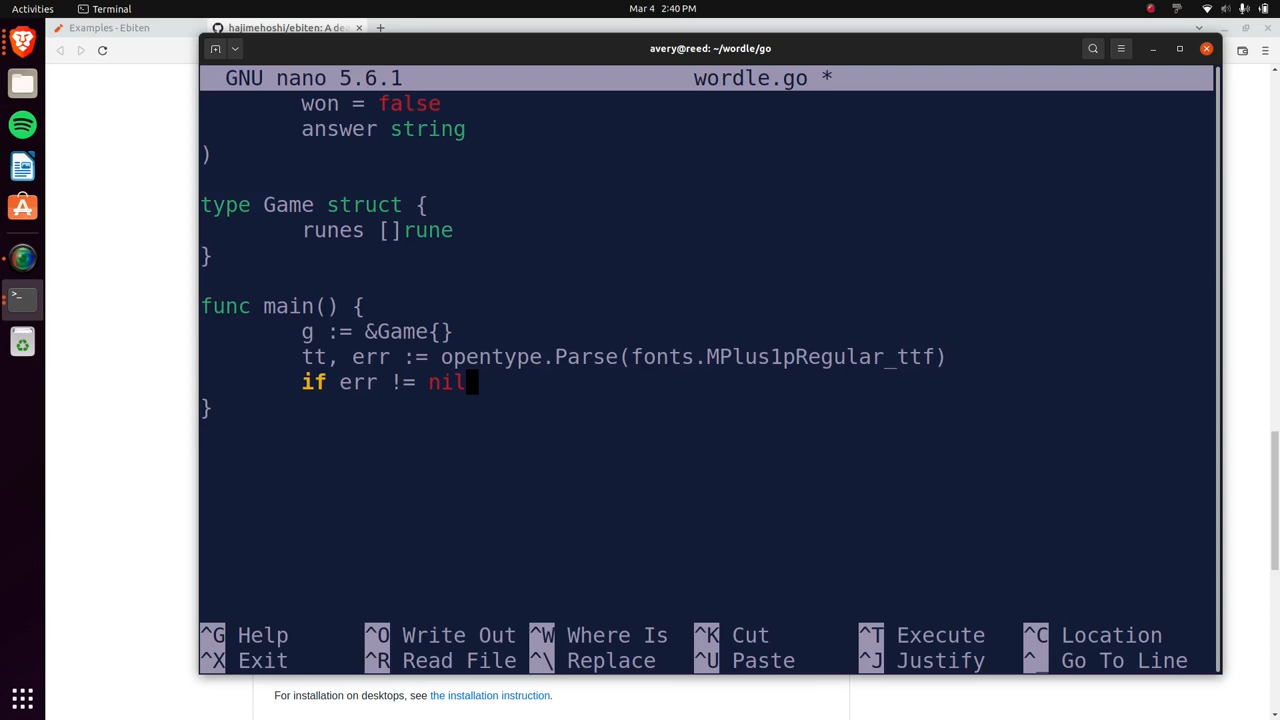 Activities
Terminal
Mar 4 2:40 PM
Examples - Ebiten
hajimehoshi/ebiten: A dec
avery@reed: ~/wordle/go
GNU nano 5.6.1
wordle.go *
won = false
answer string
)
type Game struct {
runes []rune
}
func main() {
g := &Game{}
tt, err := opentype.Parse(fonts.MPlus1pRegular_ttf)
if err != nil
}
^G Help ^O Write Out ^W Where Is ^K Cut ^T Execute ^C Location
^X Exit ^R Read File ^\ Replace ^U Paste ^J Justify ^_ Go To Line
For installation on desktops, see the installation instruction.